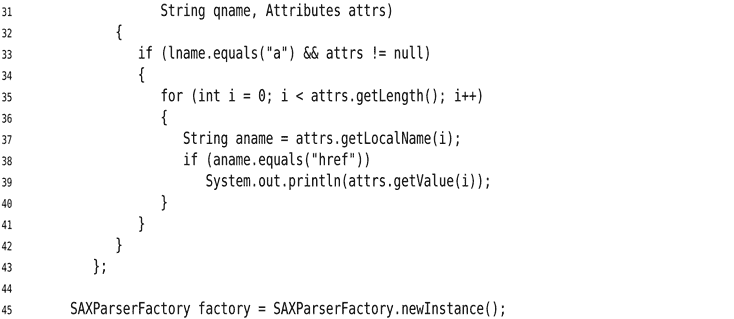 31 String qname, Attributes attrs)
32 {
33 if (lname.equals("a") && attrs != null)
34 {
35 for (int i = 0; i < attrs.getLength(); i++)
36 {
37 String aname = attrs.getLocalName(i);
38 if (aname.equals("href"))
39 System.out.println(attrs.getValue(i));
40 }
41 }
42 }
43 };
44
45 SAXParserFactory factory = SAXParserFactory.newInstance();